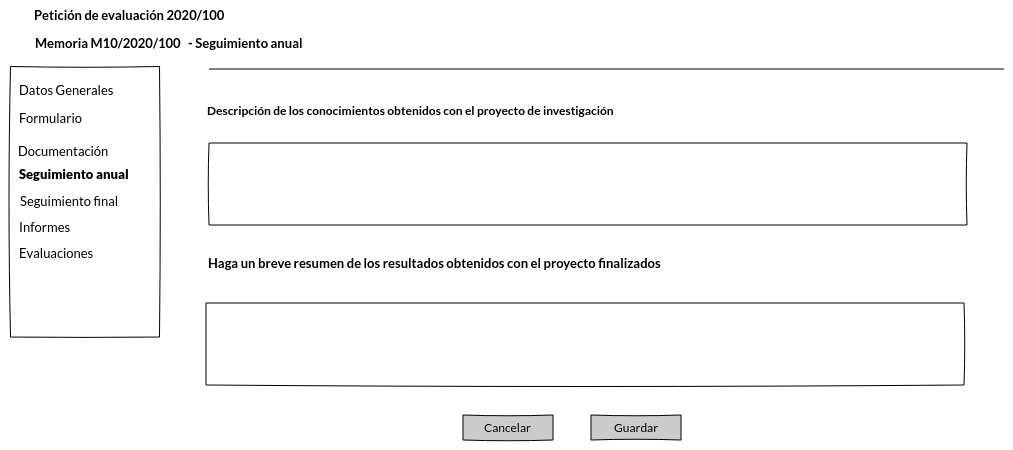 Petición de evaluación 2020/100
Memoria M10/2020/100 - Seguimiento anual
Datos Generales
Formulario
Documentación
Seguimiento anual
Seguimiento final
Informes
Evaluaciones
Descripción de los conocimientos obtenidos con el proyecto de investigación
Haga un breve resumen de los resultados obtenidos con el proyecto finalizados
Cancelar
Guardar